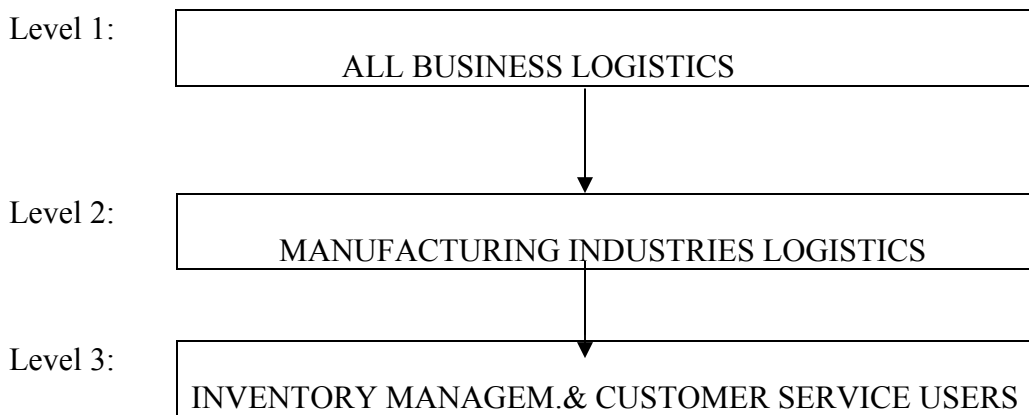 Level 1:
ALL BUSINESS LOGISTICS
Level 2:
MANUFACTURING INDUSTRIES LOGISTICS
Level 3:
INVENTORY MANAGEM.& CUSTOMER SERVICE USERS